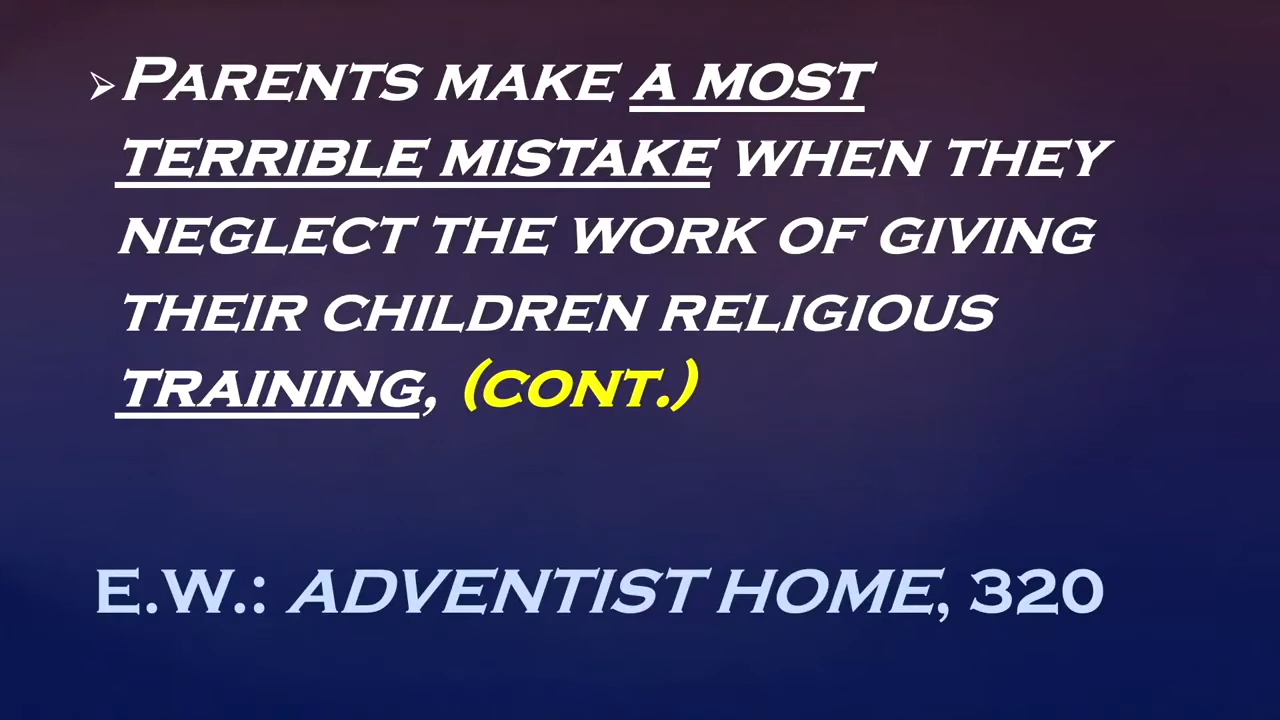 ➢Parents make a most
terrible mistake when they
neglect the work of giving
their children religious
training, (cont.)
E.W.: Adventist Home, 320